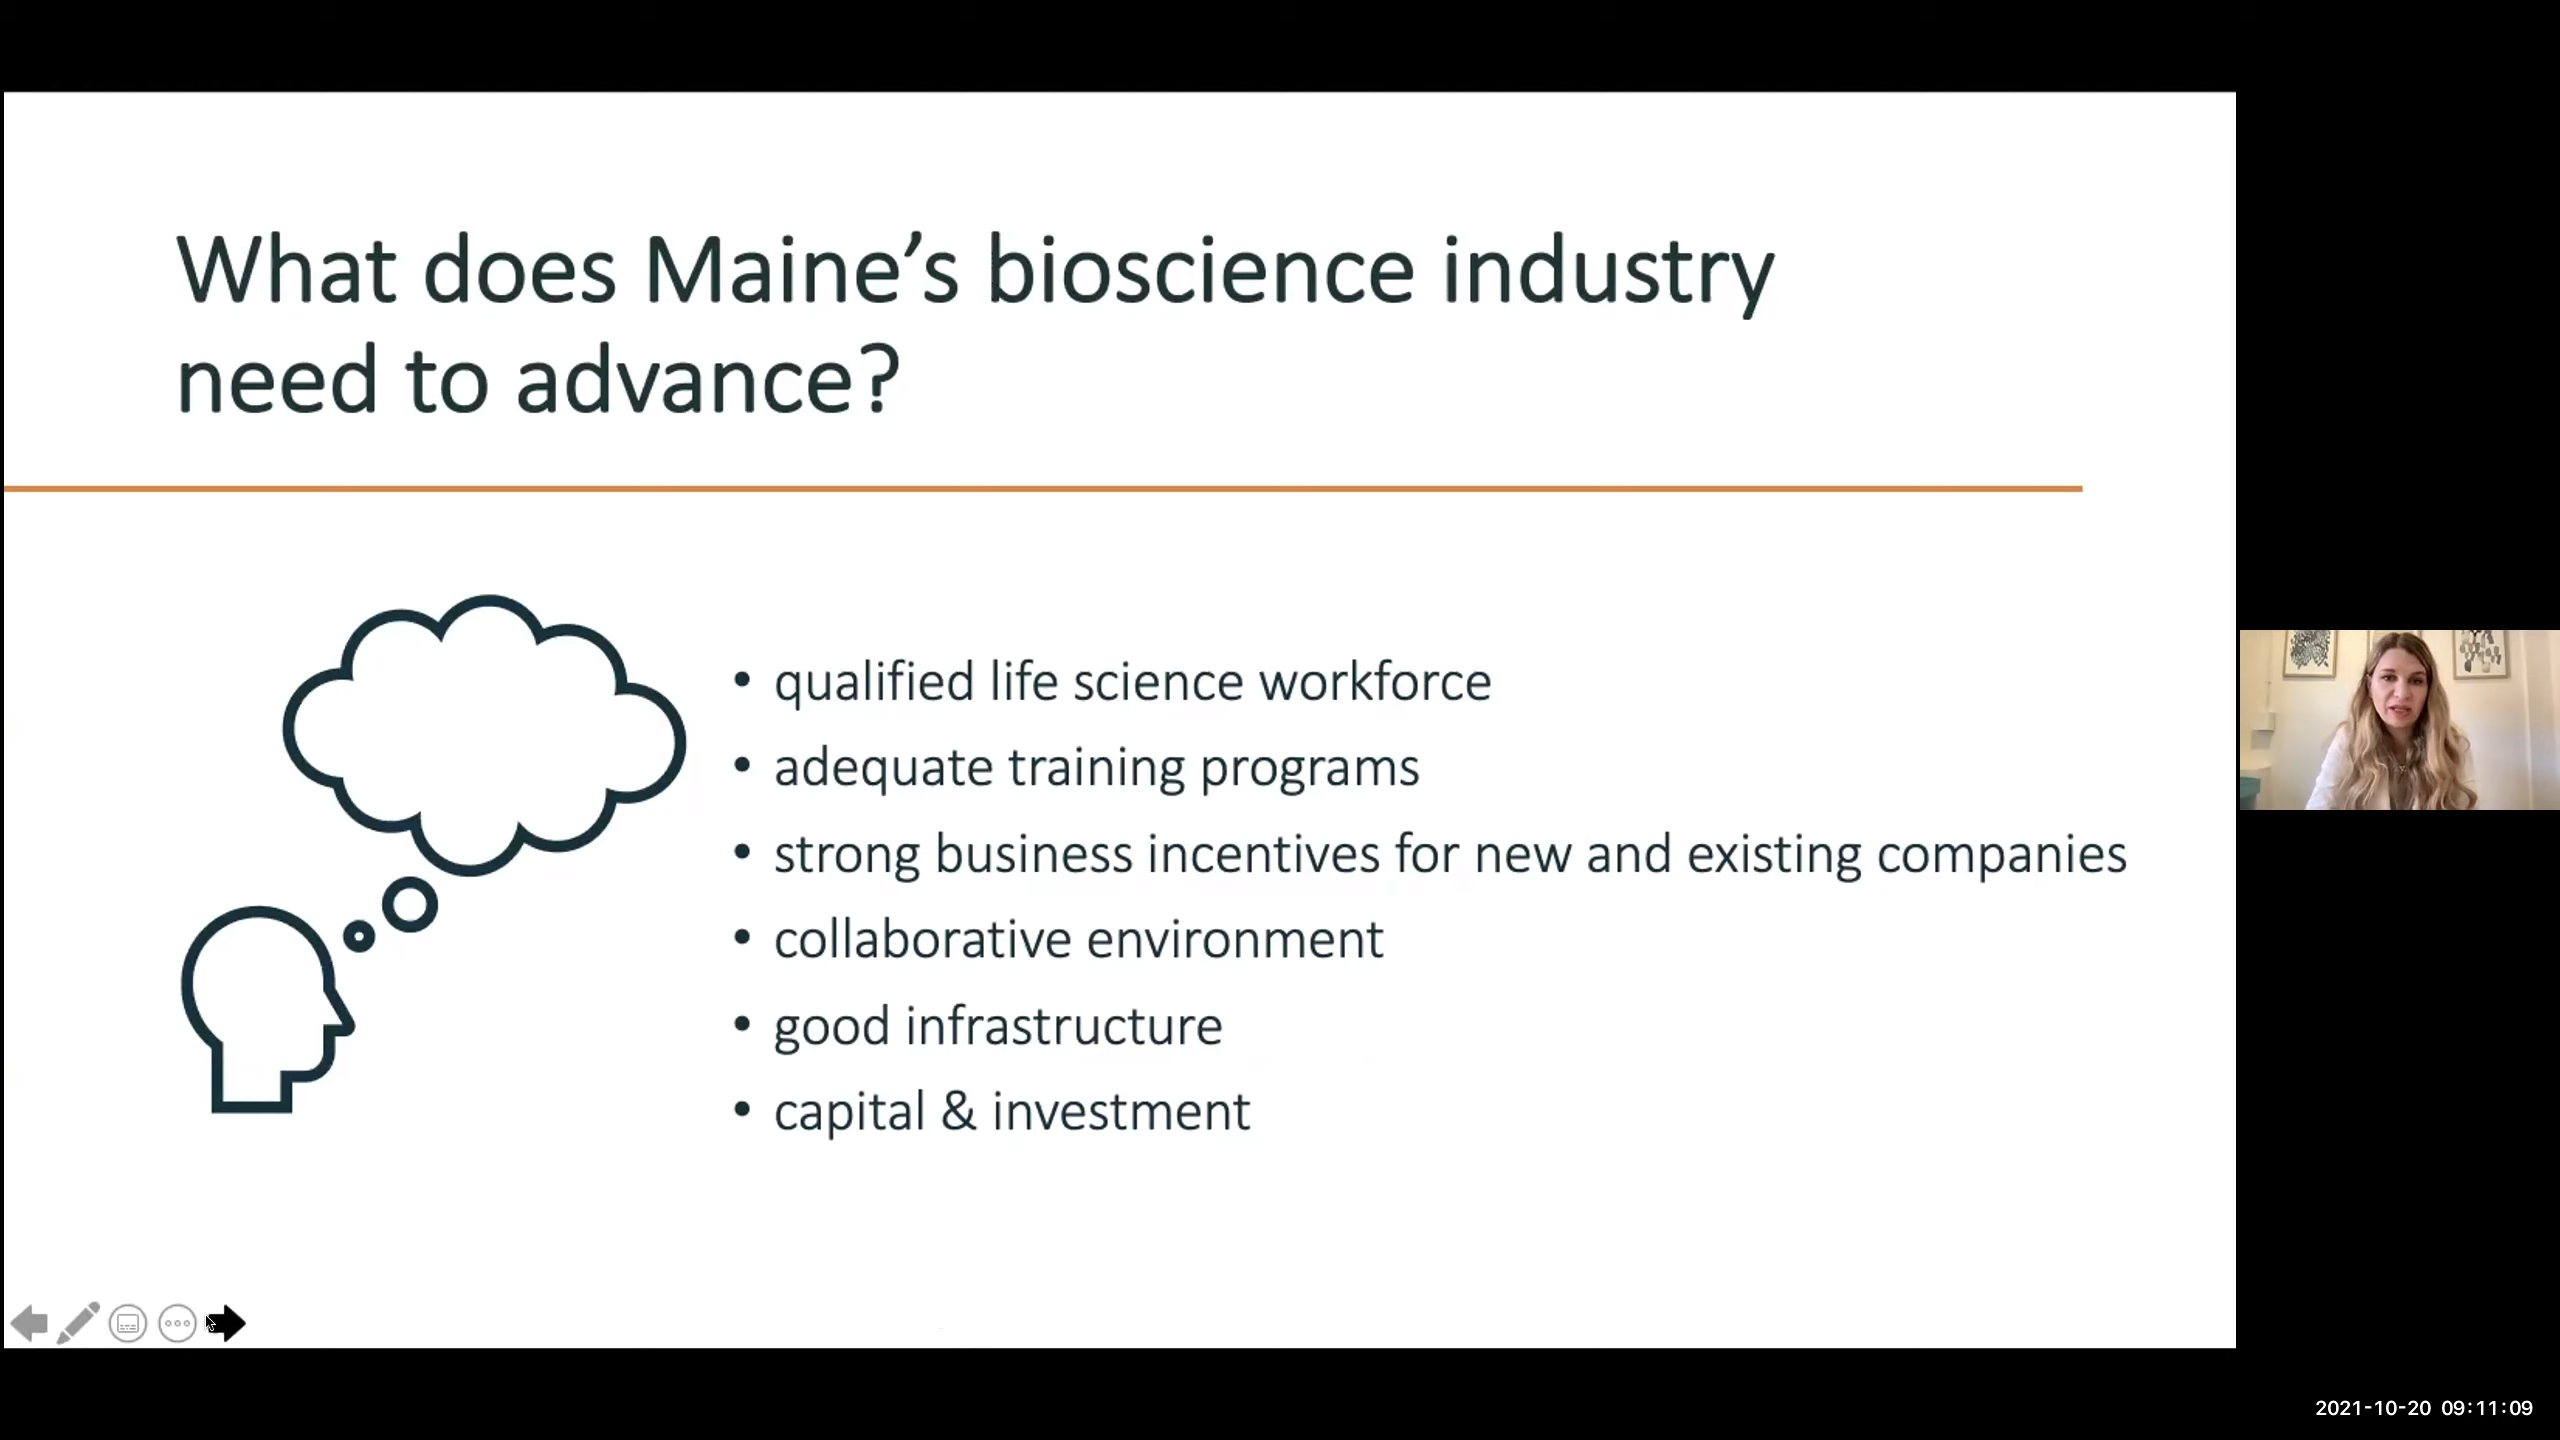 What does Maine’s bioscience industry
need to advance?
• qualified life science workforce
• adequate training programs
• strong business incentives for new and existing companies
• collaborative environment
• good infrastructure
• capital & investment
2021-10-20 09:11:09